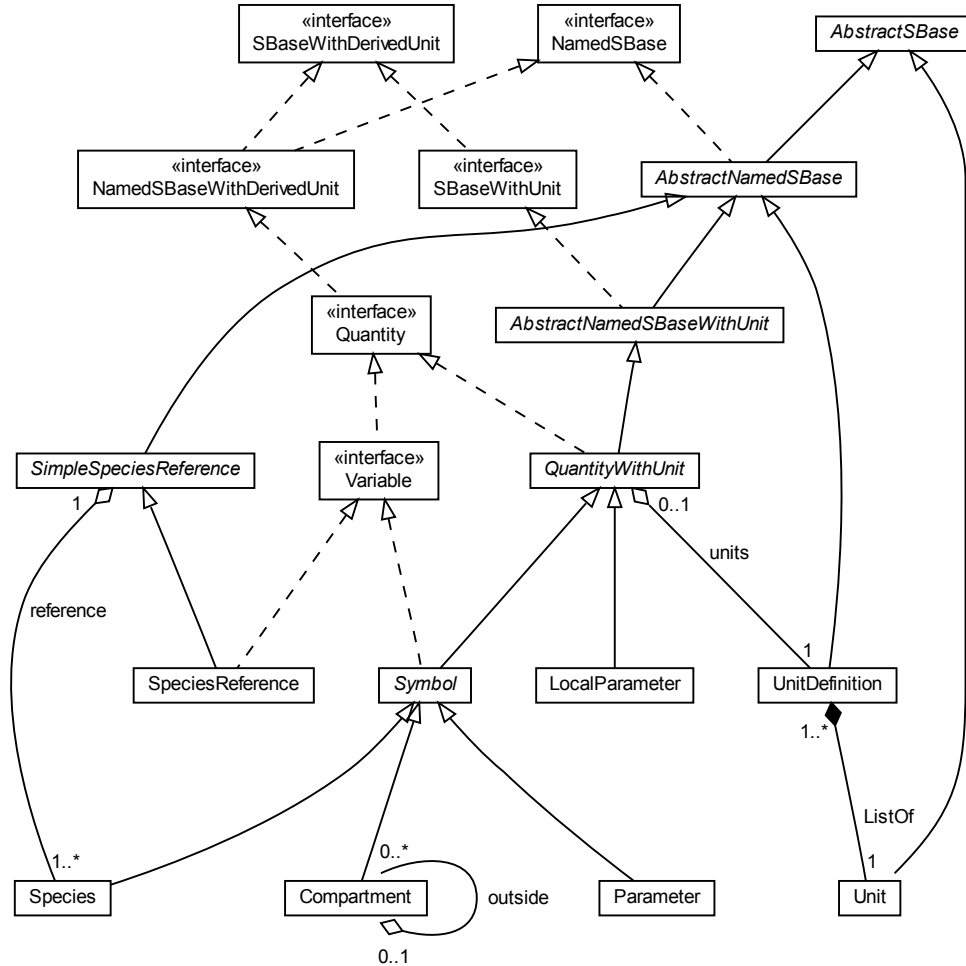 «interface»
SBaseWithDerivedUnit
«interface»
NamedSBase
AbstractSBase
«interface»
NamedSBaseWithDerivedUnit
«interface»
SBaseWithUnit
AbstractNamedSBase
«interface»
Quantity
AbstractNamedSBaseWithUnit
SimpleSpeciesReference
«interface»
Variable
QuantityWithUnit
1
0..1
units
reference
1
SpeciesReference
Symbol
LocalParameter
UnitDefinition
1..*
ListOf
1..*
0..*
1
Species
Compartment
outside
Parameter
Unit
0..1